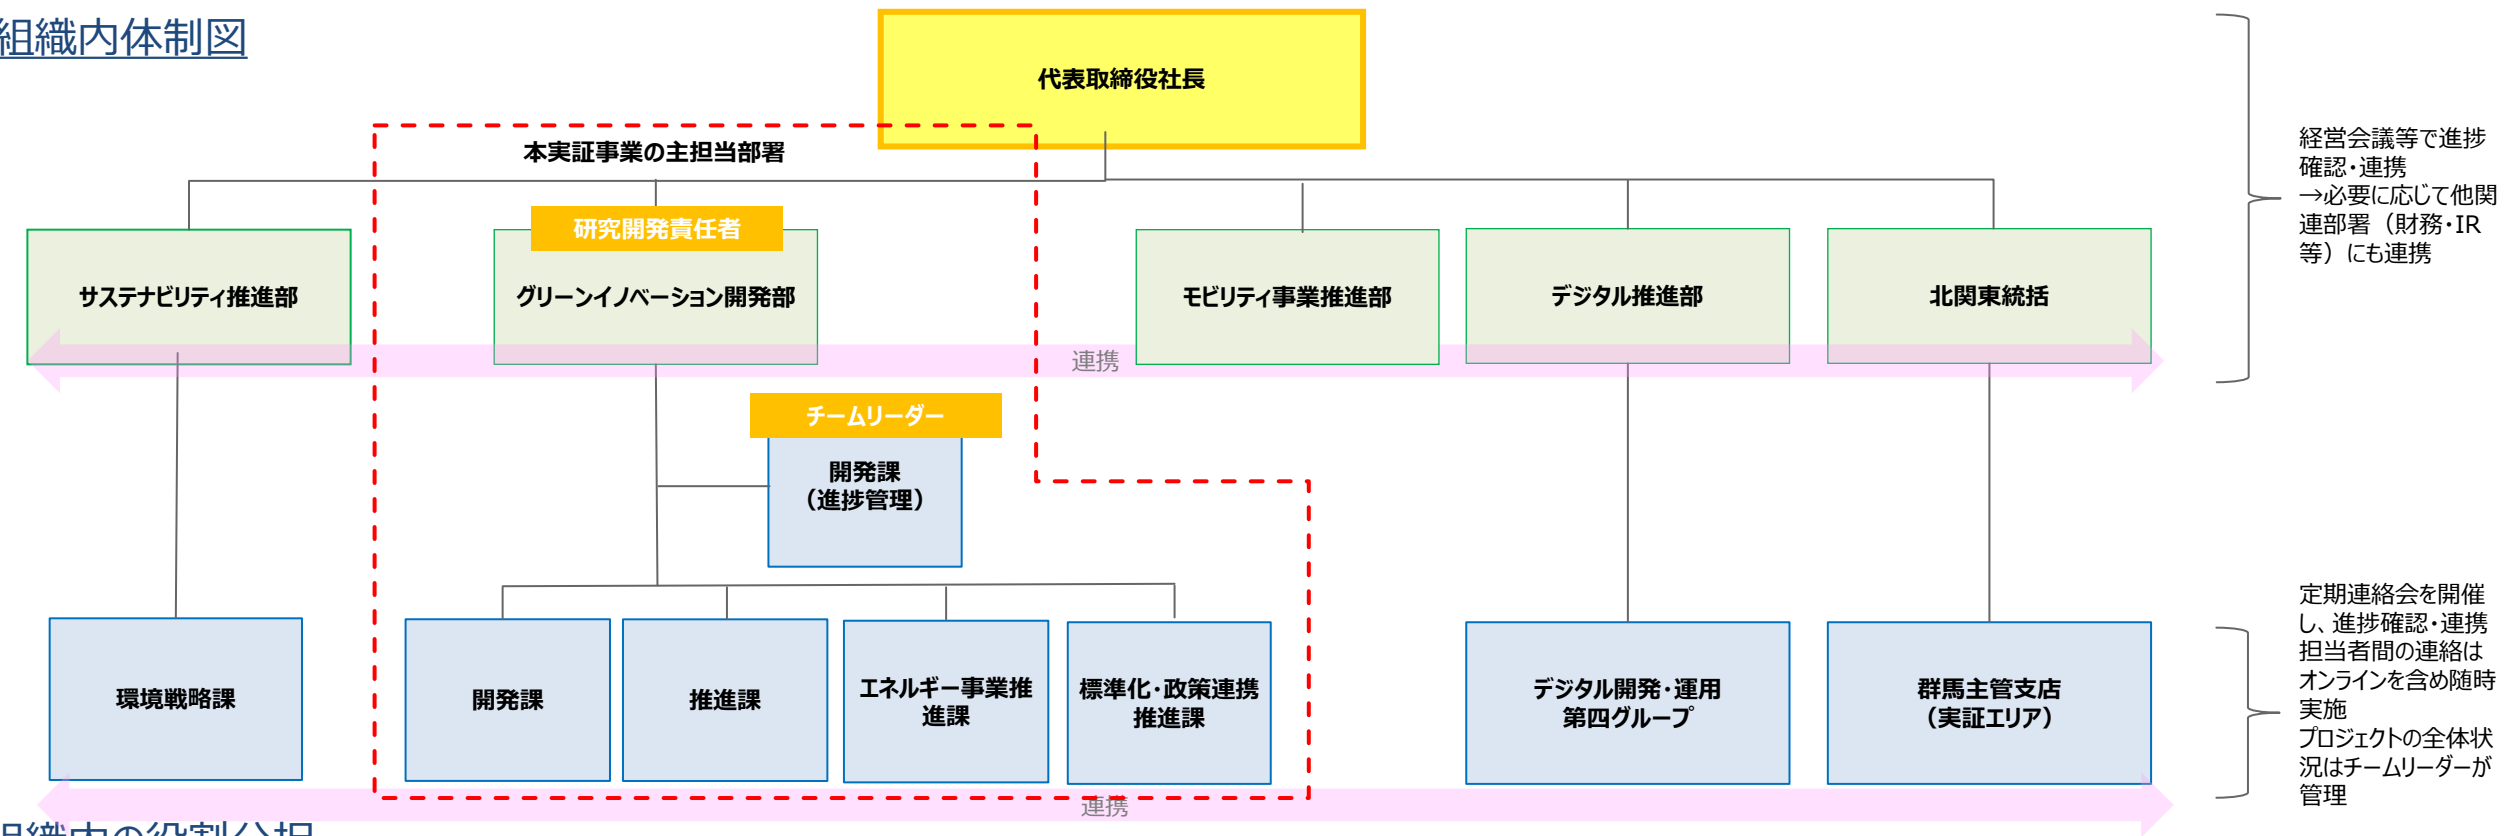 組織内体制図
代表取締役社長
本実証事業の主担当部署
研究開発責任者
サステナビリティ推進部
グリーンイノベーション開発部
モビリティ事業推進部
デジタル推進部
北関東統括
連携
経営会議等で進捗
確認・連携
→必要に応じて他関
連部署（財務・IR
等）にも連携
チームリーダー
開発課
（進捗管理）
環境戦略課
開発課
推進課
エネルギー事業推
進課
標準化・政策連携
推進課
デジタル開発・運用
第四グループ
群馬主管支店
（実証エリア）
定期連絡会を開催
し、進捗確認・連携
担当者間の連絡は
オンラインを含め随時
実施
プロジェクトの全体状
況はチームリーダーが
管理
連携
組織内の役割分担